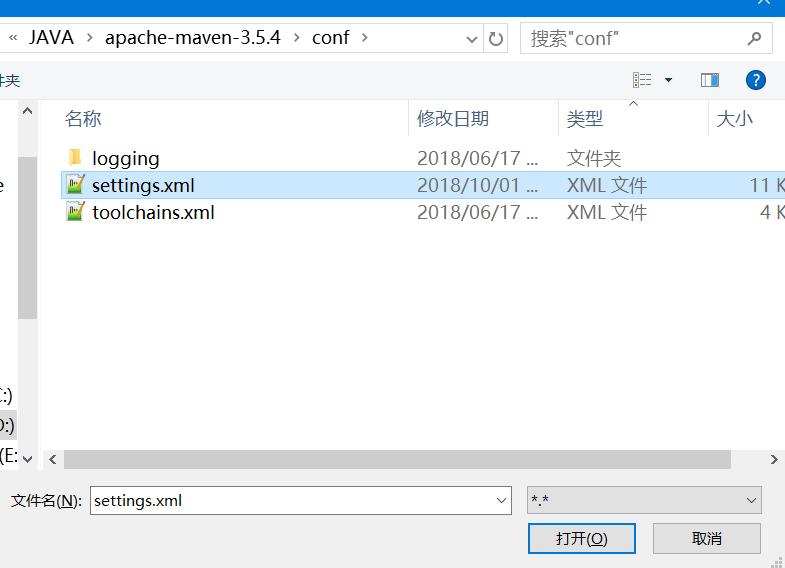 « JAVA › apache-maven-3.5.4 › conf ›
搜索"conf"
件夹
名称 修改日期 类型 大小
logging 2018/06/17 ... 文件夹
settings.xml 2018/10/01 ... XML 文件 11 K
toolchains.xml 2018/06/17 ... XML 文件 4 K
:)
D:)
(E:
文件名(N): settings.xml *.*
打开(O) 取消